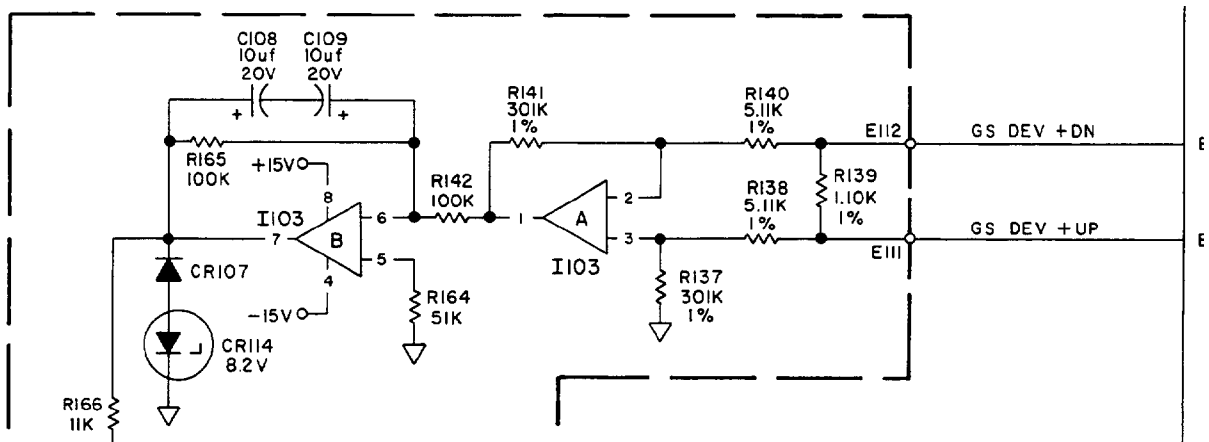 C108
10uf
20V
C109
10uf
20V
+
+
R165
100K
+15V
8
I103
7
B
6
5
4
-15V
R164
51K
CR107
CR114
8.2V
R166
11K
R142
100K
R141
301K
1%
1
A
2
3
I103
R140
5.11K
1%
R138
5.11K
1%
R139
1.10K
1%
R137
301K
1%
E112
E111
GS DEV +DN
GS DEV +UP
E
E